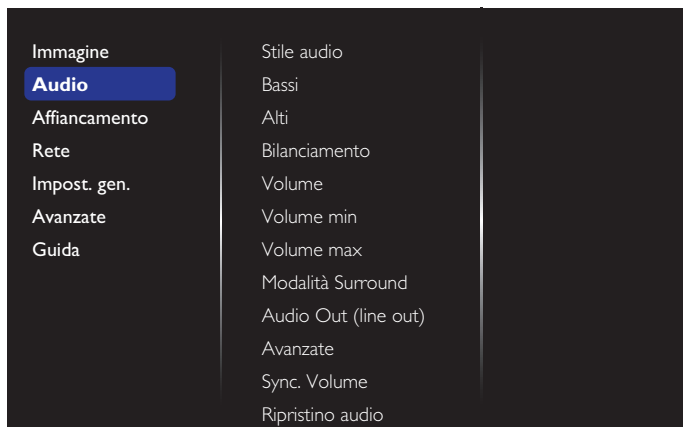 Immagine
Audio
Affiancamento
Rete
Impost. gen.
Avanzate
Guida
Stile audio
Bassi
Alti
Bilanciamento
Volume
Volume min
Volume max
Modalità Surround
Audio Out (line out)
Avanzate
Sync. Volume
Ripristino audio